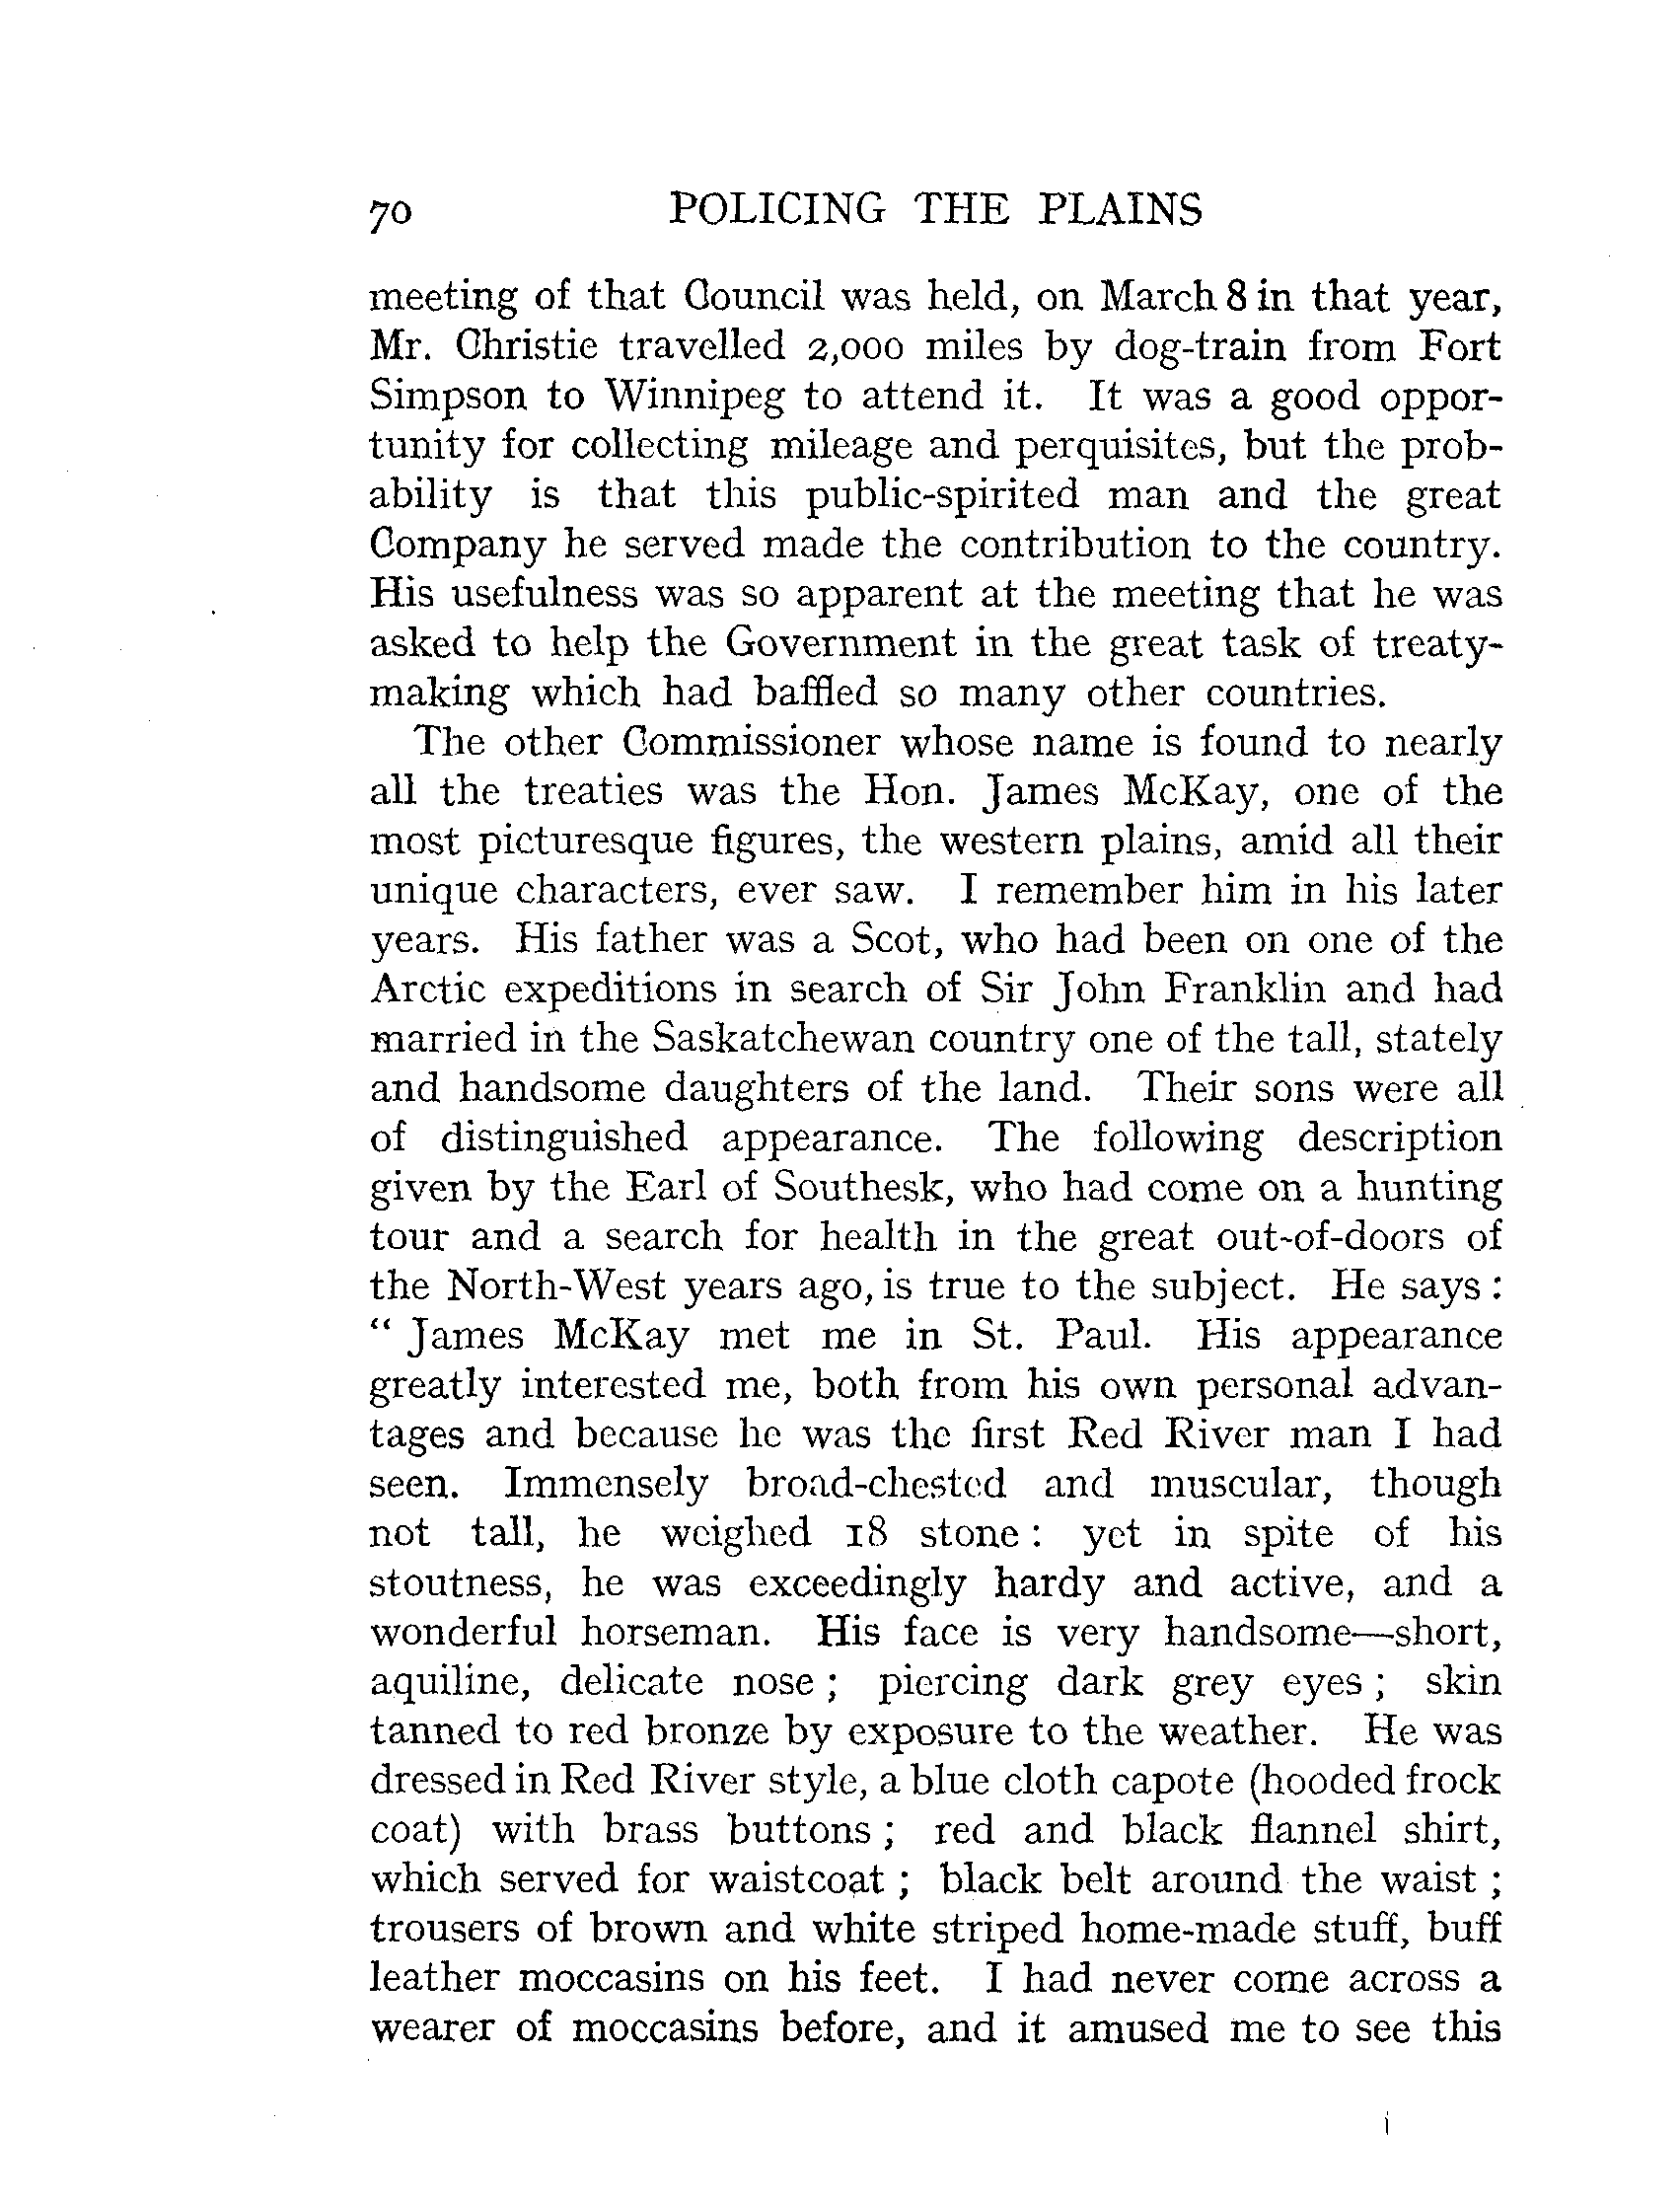 70 POLICING THE PLAINS
meeting of that Council was held, on March 8 in that year,
Mr. Christie travelled 2,000 miles by dog-train from Fort
Simpson to Winnipeg to attend it. It was a good oppor-
tunity for collecting mileage and perquisites, but the prob-
ability is that this public-spirited man and the great
Company he served made the contribution to the country.
His usefulness was so apparent at the meeting that he was
asked to help the Government in the great task of treaty-
making which had baffled so many other countries.
The other Commissioner whose name is found to nearly
all the treaties was the Hon. James McKay, one of the
most picturesque figures, the western plains, amid all their
unique characters, ever saw. I remember him in his later
years. His father was a Scot, who had been on one of the
Arctic expeditions in search of Sir John Franklin and had
married in the Saskatchewan country one of the tall, stately
and handsome daughters of the land. Their sons were all
of distinguished appearance. The following description
given by the Earl of Southesk, who had come on a hunting
tour and a search for health in the great out-of-doors of
the North-West years ago, is true to the subject. He says :
" James McKay met me in St. Paul. His appearance
greatly interested me, both from his own personal advan-
tages and because he was the first Red River man I had
seen. Immensely broad-chested and muscular, though
not tall, he weighed 18 stone : yet in spite of his
stoutness, he was exceedingly hardy and active, and a
wonderful horseman. His face is very handsome—short,
aquiline, delicate nose ; piercing dark grey eyes ; skin
tanned to red bronze by exposure to the weather. He was
dressed in Red River style, a blue cloth capote (hooded frock
coat) with brass buttons ; red and black flannel shirt,
which served for waistcoat ; black belt around the waist ;
trousers of brown and white striped home-made stuff, buff
leather moccasins on his feet. I had never come across a
wearer of moccasins before, and it amused me to see this